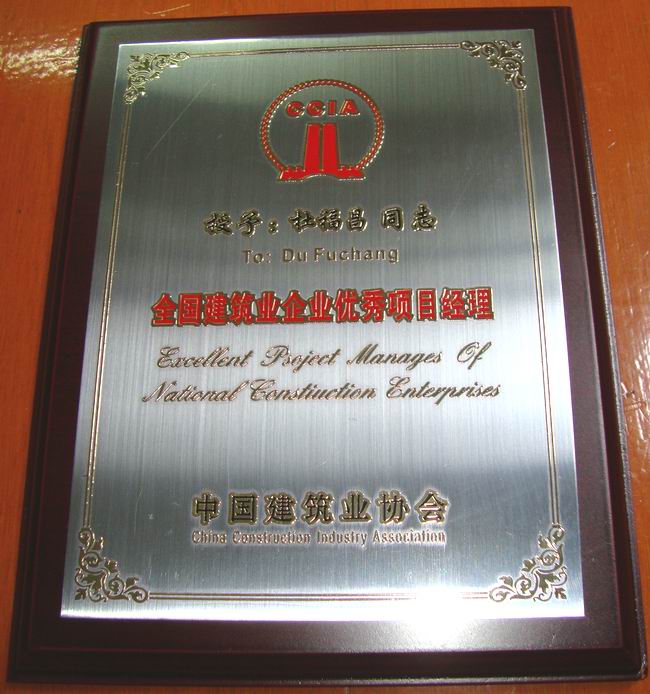 CCIA
授予：杜福昌 同志
To: Du Fuchang
全国建筑业企业优秀项目经理
Excellent Psoject Manages Of
National Constiuction Enterprises
中国建筑业协会
China Construction Industry Association